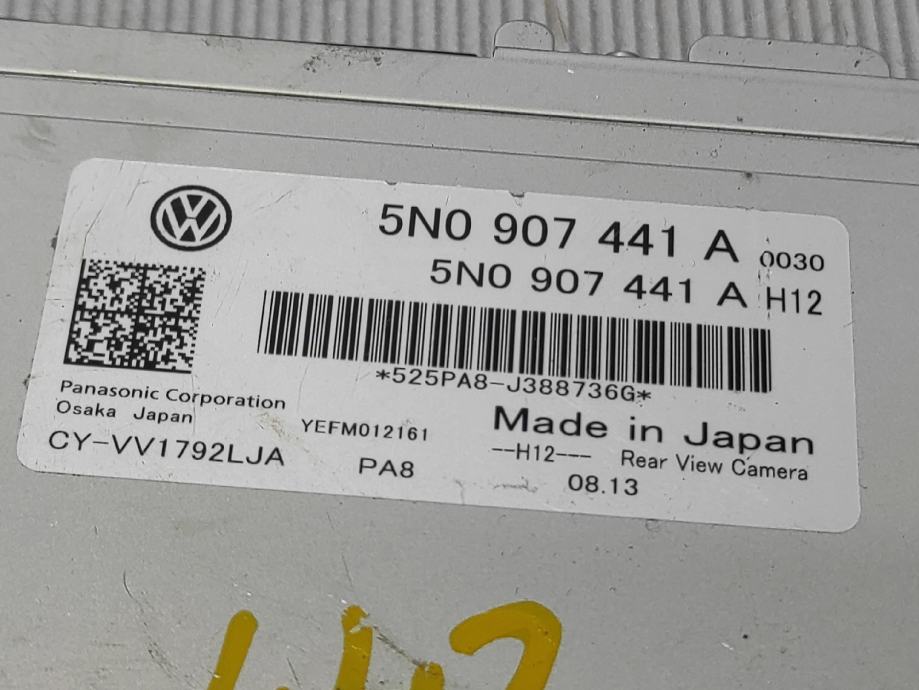 5N0 907 441 A 0030
5N0 907 441 A H12
*525PA8-J388736G*
Panasonic Corporation
Osaka Japan
YEFM012161
Made in Japan
CY-VV1792LJA
PA8
--H12--- Rear View Camera
08.13